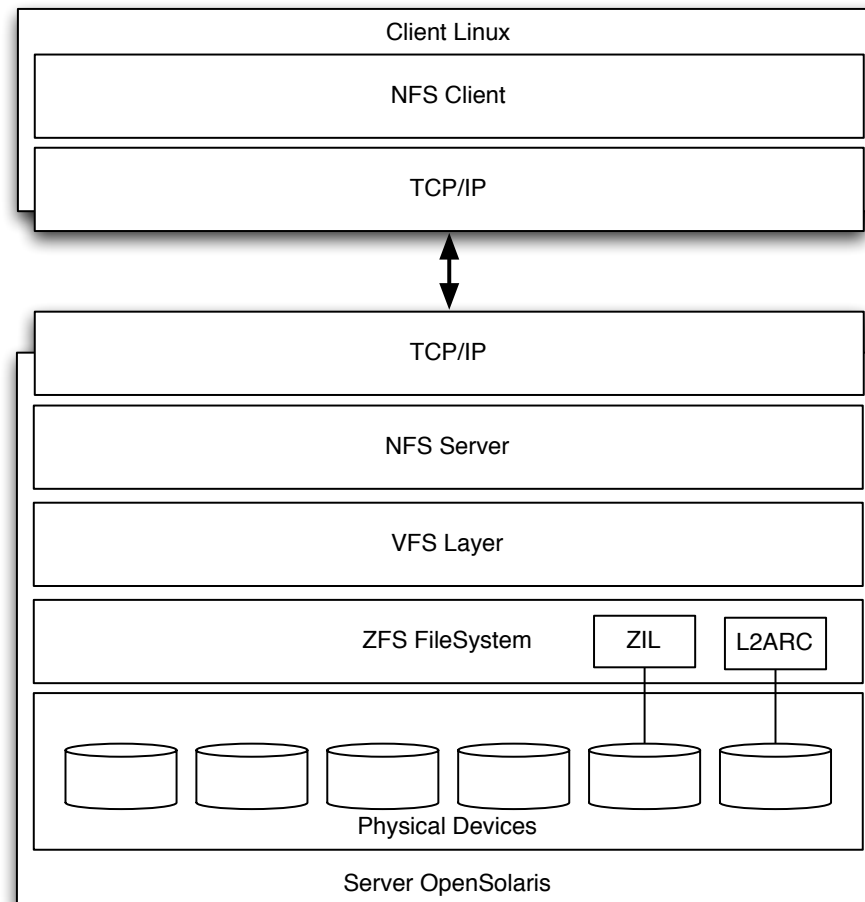 Client Linux
NFS Client
TCP/IP
TCP/IP
NFS Server
VFS Layer
ZFS FileSystem
ZIL
L2ARC
Physical Devices
Server OpenSolaris